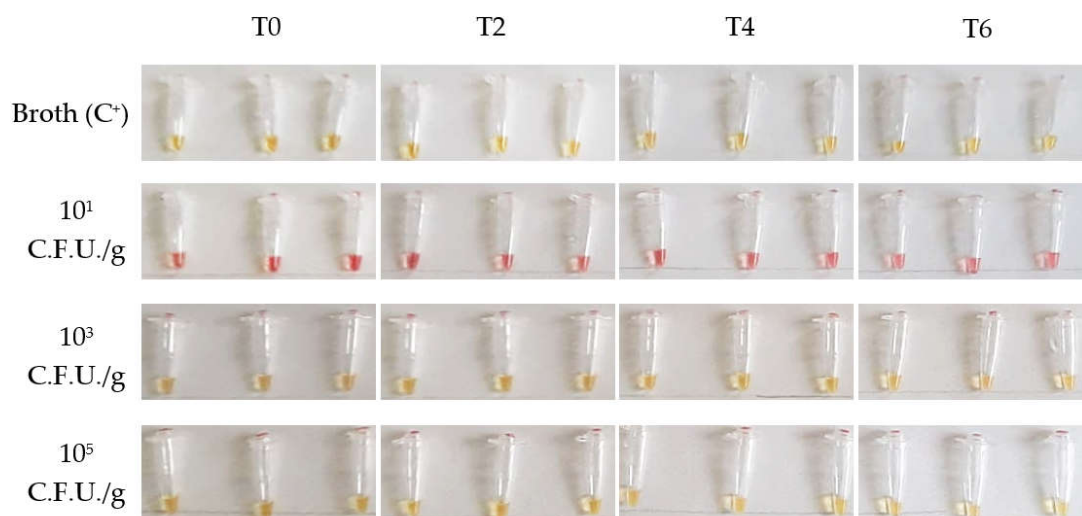 T0 T2 T4 T6
Broth (C⁺)
10¹
C.F.U./g
10³
C.F.U./g
10⁵
C.F.U./g